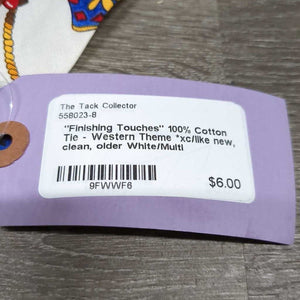 The Tack Collector
558023-8
"Finishing Touches" 100% Cotton
Tie - Western Theme *xc/like new,
clean, older White/Multi
9FWWF6
$6.00